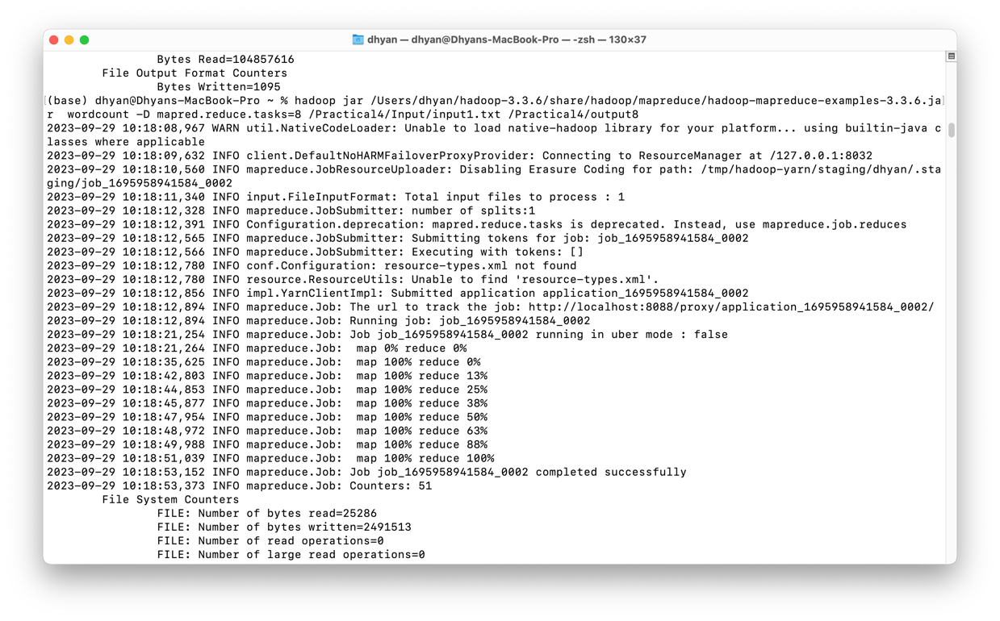 dhyan — dhyan@Dhyans-MacBook-Pro — -zsh — 130×37
Bytes Read=104857616
File Output Format Counters
Bytes Written=1095
[(base) dhyan@Dhyans-MacBook-Pro ~ % hadoop jar /Users/dhyan/hadoop-3.3.6/share/hadoop/mapreduce/hadoop-mapreduce-examples-3.3.6.ja]
r  wordcount -D mapred.reduce.tasks=8 /Practical4/Input/input1.txt /Practical4/output8
2023-09-29 10:18:08,967 WARN util.NativeCodeLoader: Unable to load native-hadoop library for your platform... using builtin-java c
lasses where applicable
2023-09-29 10:18:09,632 INFO client.DefaultNoHARMFailoverProxyProvider: Connecting to ResourceManager at /127.0.0.1:8032
2023-09-29 10:18:10,560 INFO mapreduce.JobResourceUploader: Disabling Erasure Coding for path: /tmp/hadoop-yarn/staging/dhyan/.sta
ging/job_1695958941584_0002
2023-09-29 10:18:11,340 INFO input.FileInputFormat: Total input files to process : 1
2023-09-29 10:18:12,328 INFO mapreduce.JobSubmitter: number of splits:1
2023-09-29 10:18:12,391 INFO Configuration.deprecation: mapred.reduce.tasks is deprecated. Instead, use mapreduce.job.reduces
2023-09-29 10:18:12,565 INFO mapreduce.JobSubmitter: Submitting tokens for job: job_1695958941584_0002
2023-09-29 10:18:12,566 INFO mapreduce.JobSubmitter: Executing with tokens: []
2023-09-29 10:18:12,780 INFO conf.Configuration: resource-types.xml not found
2023-09-29 10:18:12,780 INFO resource.ResourceUtils: Unable to find 'resource-types.xml'.
2023-09-29 10:18:12,856 INFO impl.YarnClientImpl: Submitted application application_1695958941584_0002
2023-09-29 10:18:12,894 INFO mapreduce.Job: The url to track the job: http://localhost:8088/proxy/application_1695958941584_0002/
2023-09-29 10:18:12,894 INFO mapreduce.Job: Running job: job_1695958941584_0002
2023-09-29 10:18:21,254 INFO mapreduce.Job: Job job_1695958941584_0002 running in uber mode : false
2023-09-29 10:18:21,264 INFO mapreduce.Job:  map 0% reduce 0%
2023-09-29 10:18:35,625 INFO mapreduce.Job:  map 100% reduce 0%
2023-09-29 10:18:42,803 INFO mapreduce.Job:  map 100% reduce 13%
2023-09-29 10:18:44,853 INFO mapreduce.Job:  map 100% reduce 25%
2023-09-29 10:18:45,877 INFO mapreduce.Job:  map 100% reduce 38%
2023-09-29 10:18:47,954 INFO mapreduce.Job:  map 100% reduce 50%
2023-09-29 10:18:48,972 INFO mapreduce.Job:  map 100% reduce 63%
2023-09-29 10:18:49,988 INFO mapreduce.Job:  map 100% reduce 88%
2023-09-29 10:18:51,039 INFO mapreduce.Job:  map 100% reduce 100%
2023-09-29 10:18:53,152 INFO mapreduce.Job: Job job_1695958941584_0002 completed successfully
2023-09-29 10:18:53,373 INFO mapreduce.Job: Counters: 51
File System Counters
FILE: Number of bytes read=25286
FILE: Number of bytes written=2491513
FILE: Number of read operations=0
FILE: Number of large read operations=0